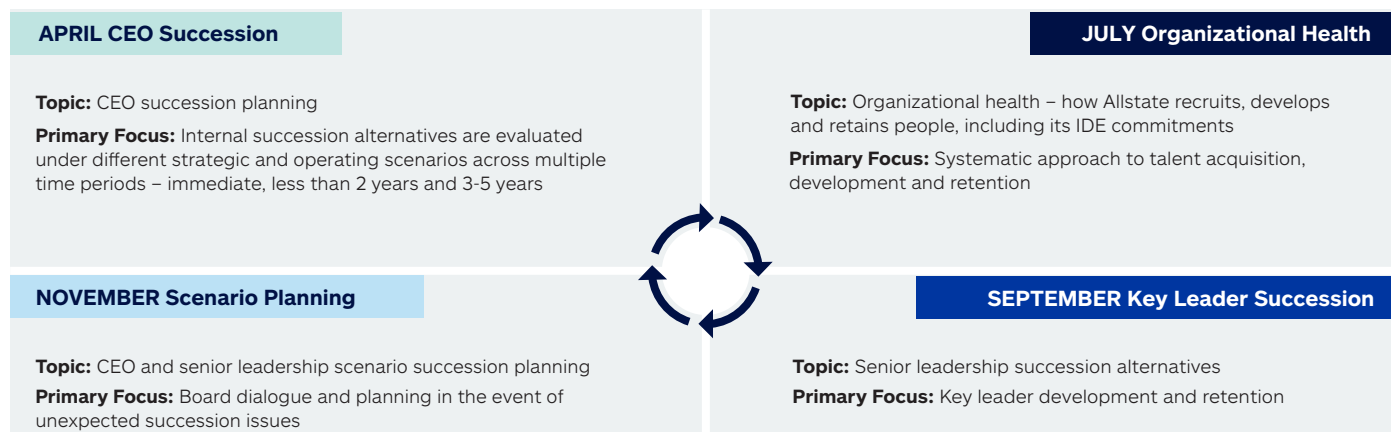 APRIL CEO Succession
Topic: CEO succession planning
Primary Focus: Internal succession alternatives are evaluated
under different strategic and operating scenarios across multiple
time periods – immediate, less than 2 years and 3-5 years
JULY Organizational Health
Topic: Organizational health – how Allstate recruits, develops
and retains people, including its IDE commitments
Primary Focus: Systematic approach to talent acquisition,
development and retention
NOVEMBER Scenario Planning
Topic: CEO and senior leadership scenario succession planning
Primary Focus: Board dialogue and planning in the event of
unexpected succession issues
SEPTEMBER Key Leader Succession
Topic: Senior leadership succession alternatives
Primary Focus: Key leader development and retention